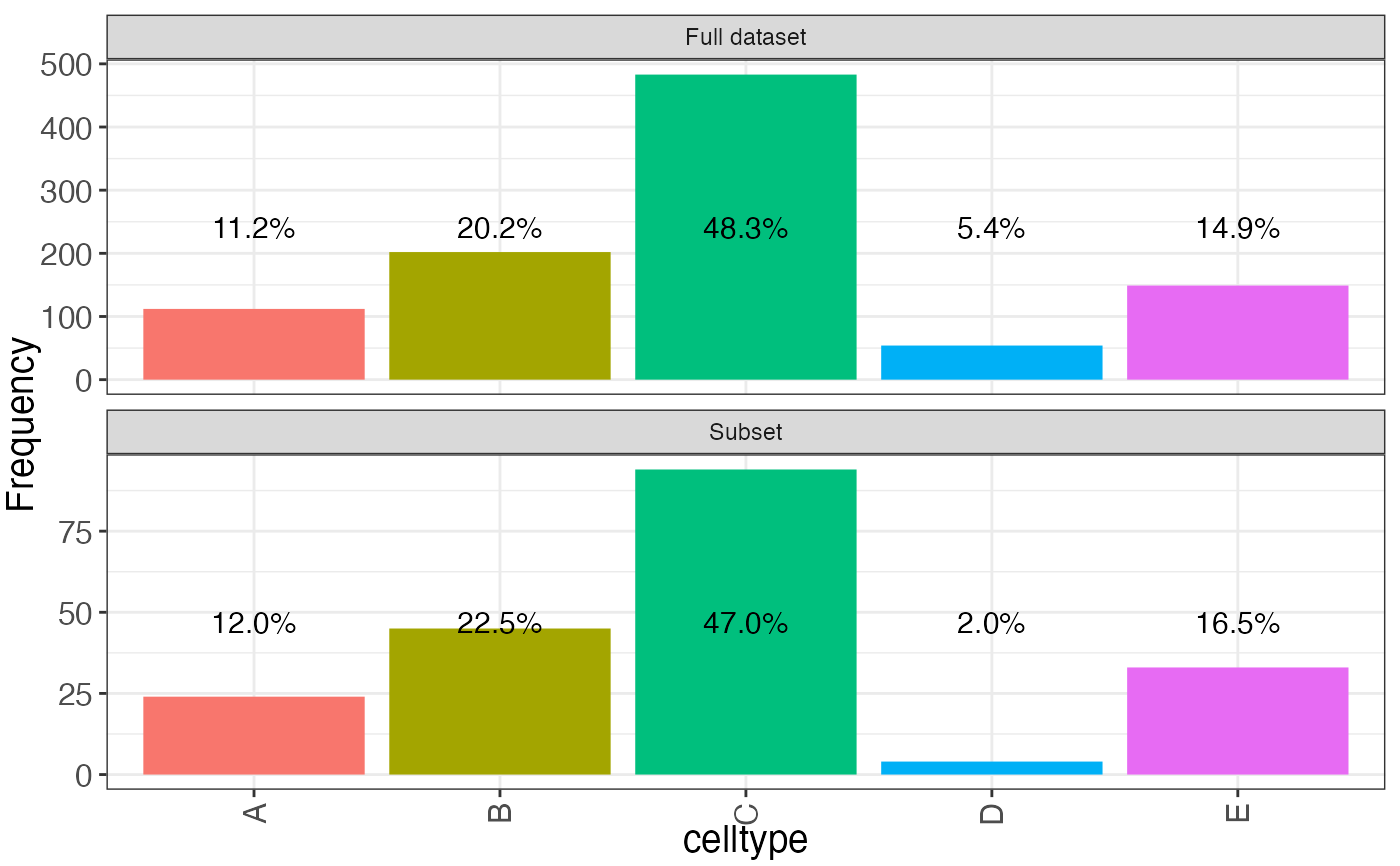 Full dataset
500
400
300
200
100
0
11.2% 20.2% 48.3% 5.4% 14.9%
Frequency
Subset
75
50
25
0
12.0% 22.5% 47.0% 2.0% 16.5%
A B C D E
celltype